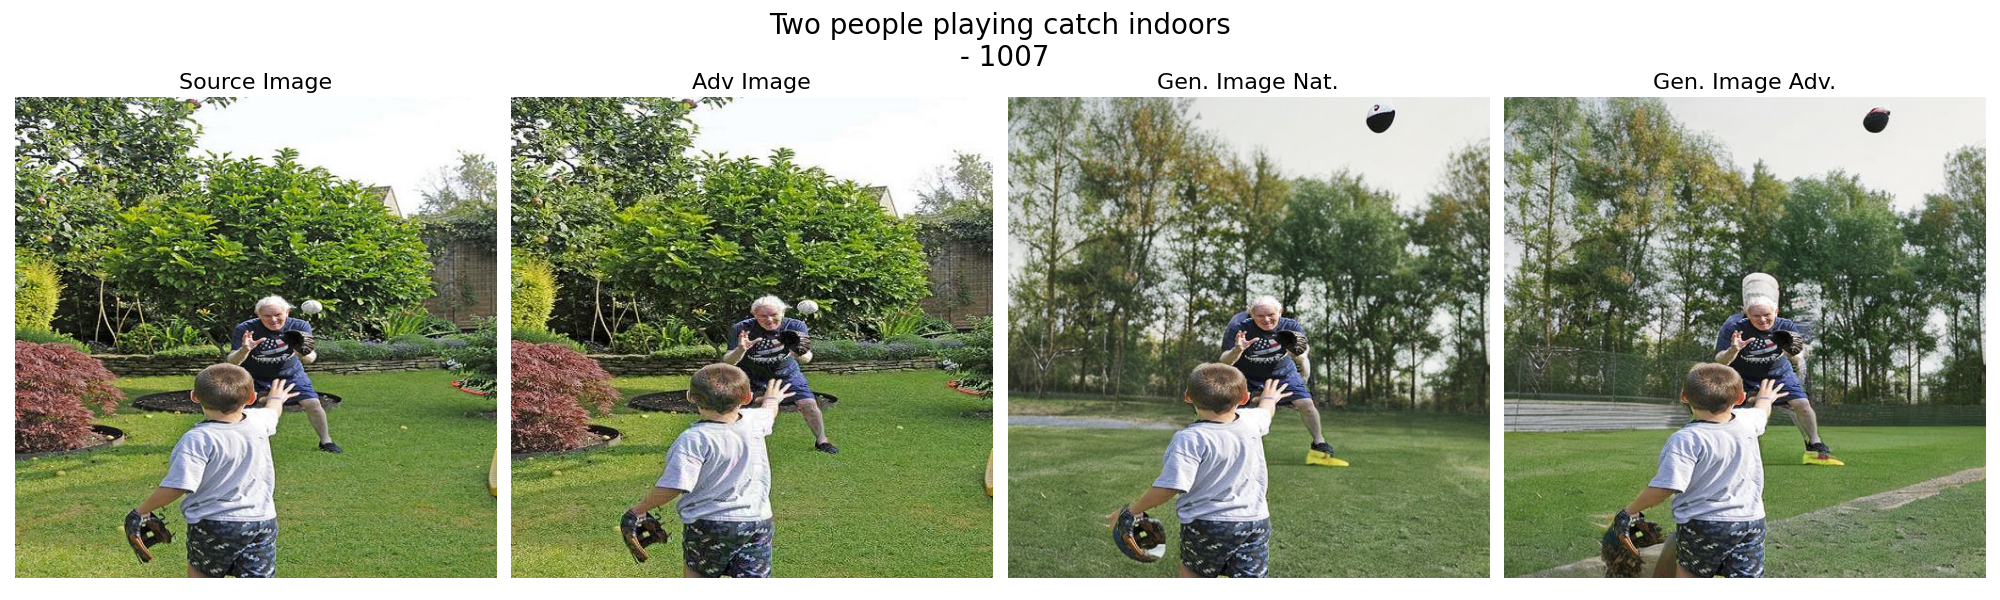 Two people playing catch indoors
- 1007
Source Image
Adv Image
Gen. Image Nat.
Gen. Image Adv.